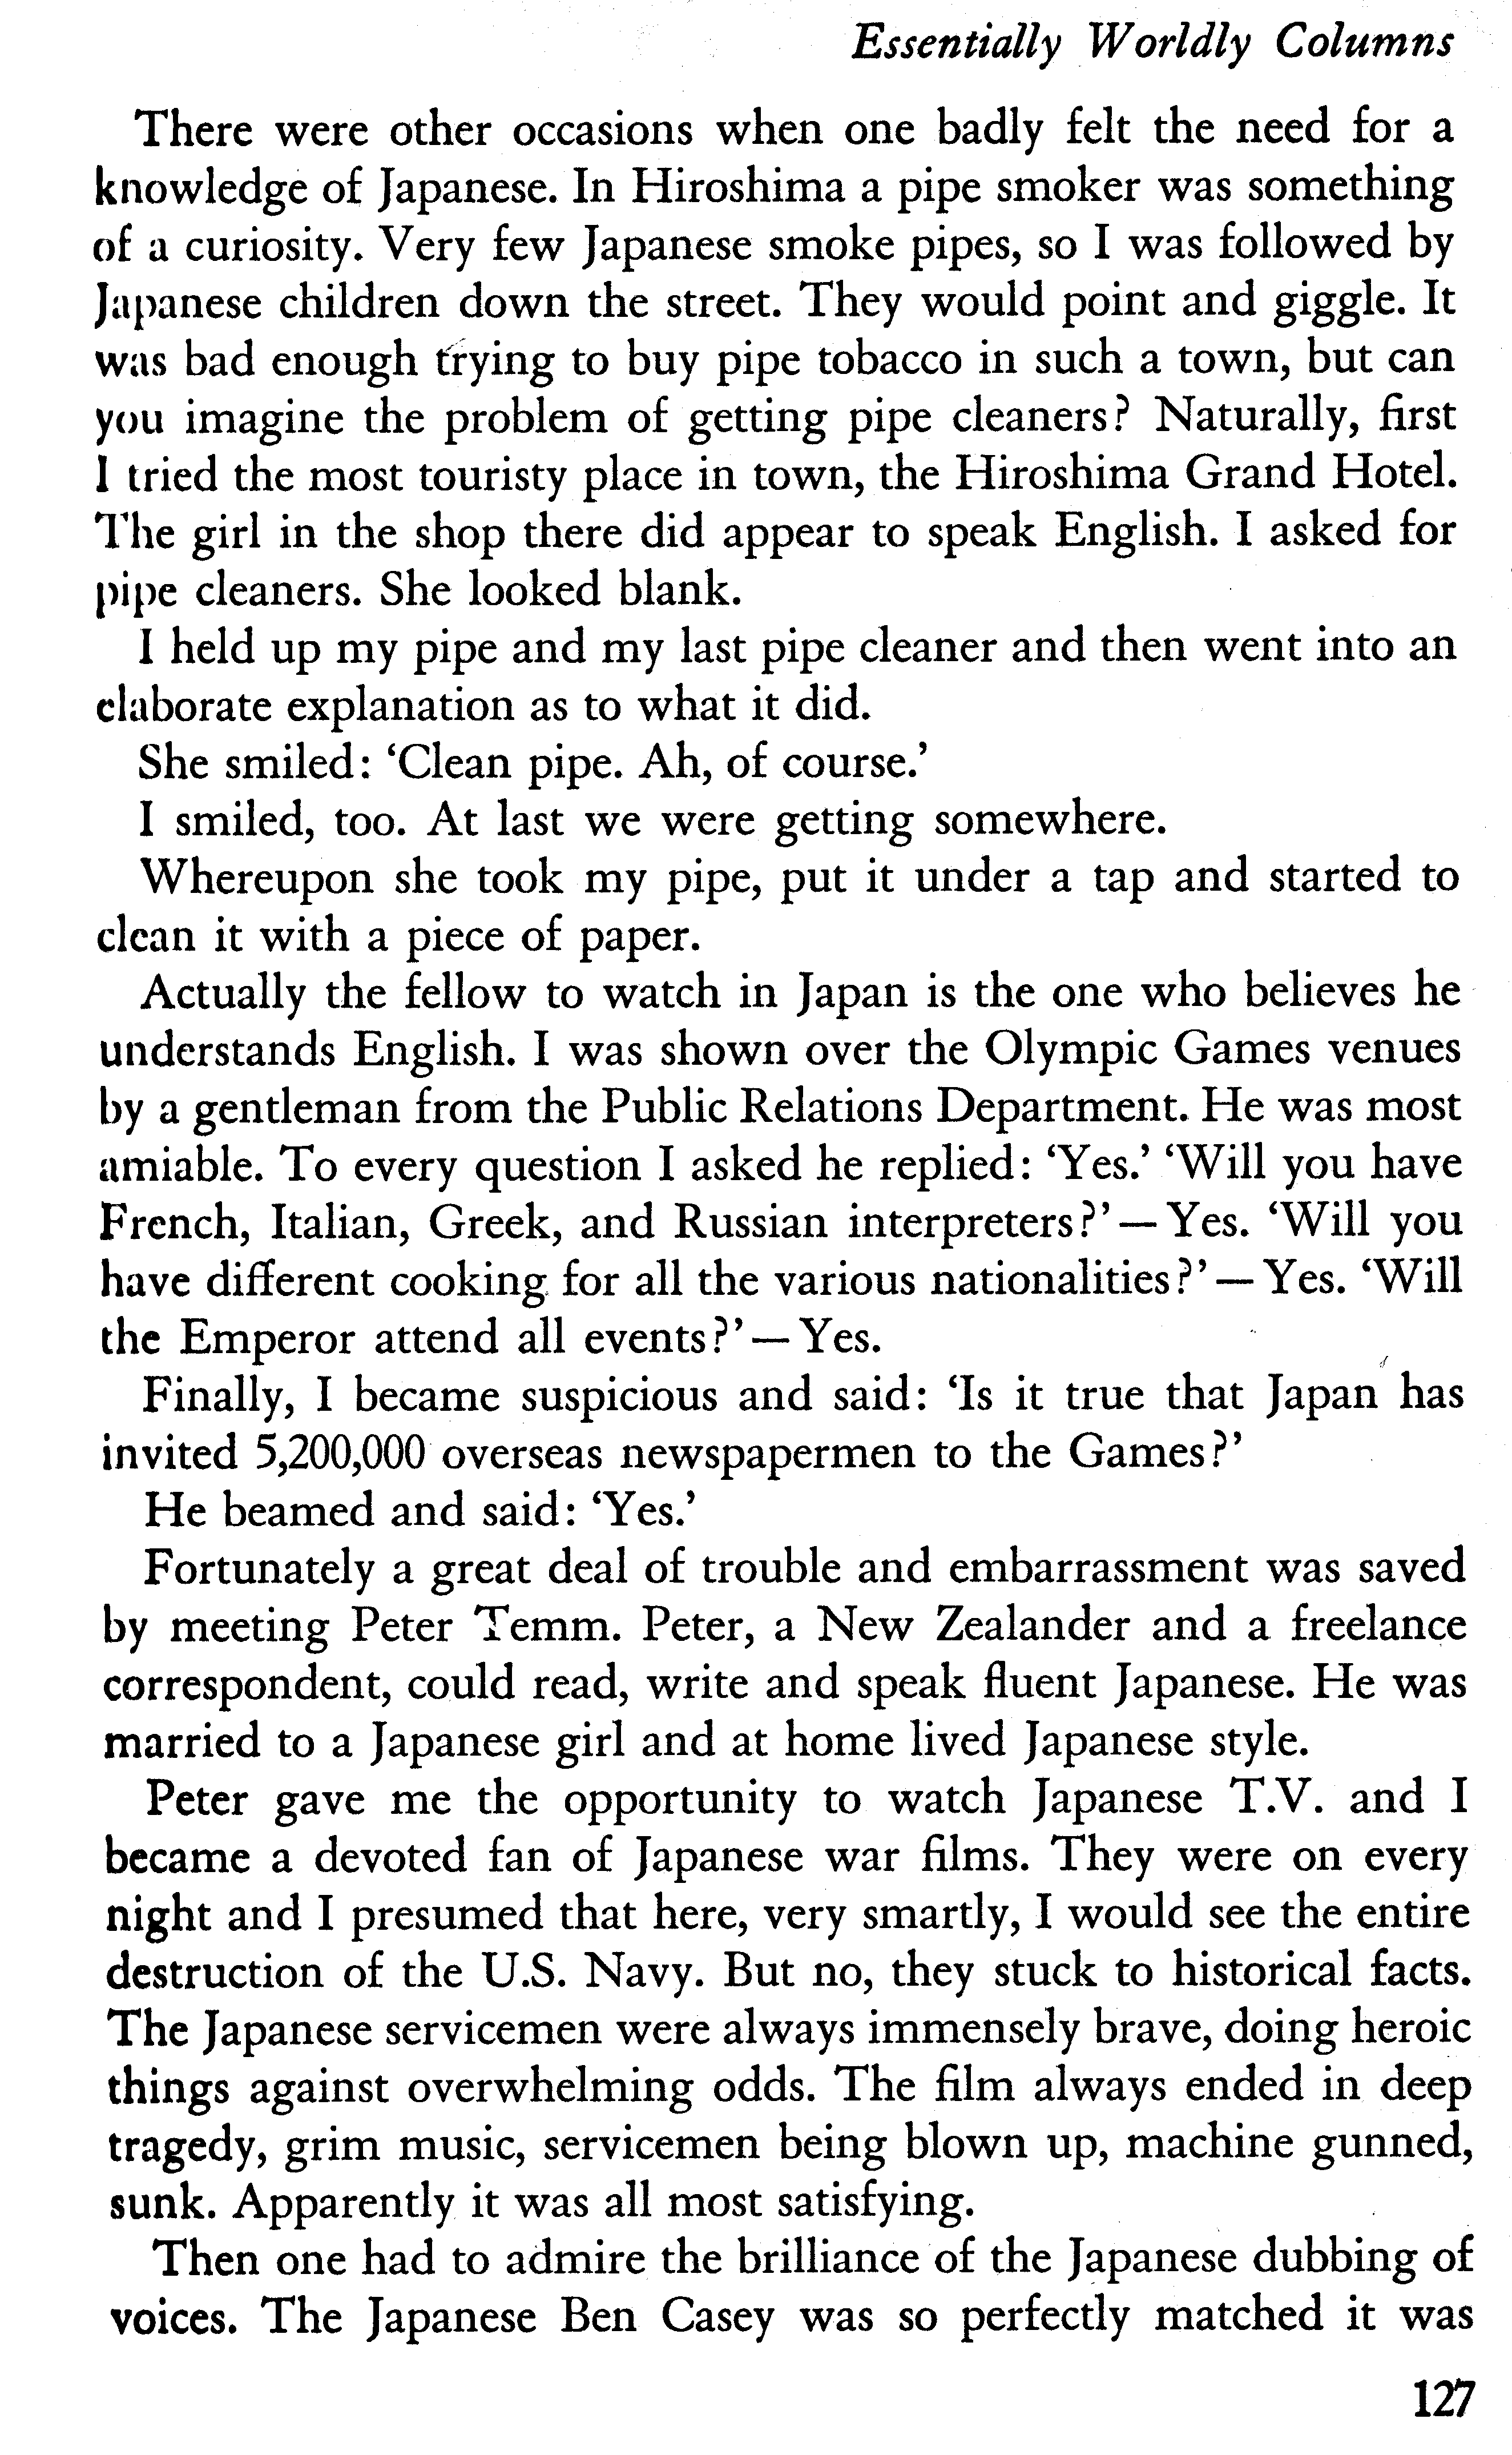 Essentially Worldly Columns
There were other occasions when one badly felt the need for a
knowledge of Japanese. In Hiroshima a pipe smoker was something
of a curiosity. Very few Japanese smoke pipes, so I was followed by
Japanese children down the street. They would point and giggle. It
was bad enough trying to buy pipe tobacco in such a town, but can
you imagine the problem of getting pipe cleaners? Naturally, first
I tried the most touristy place in town, the Hiroshima Grand Hotel.
The girl in the shop there did appear to speak English. I asked for
pipe cleaners. She looked blank.
I held up my pipe and my last pipe cleaner and then went into an
elaborate explanation as to what it did.
She smiled: ‘Clean pipe. Ah, of course.’
I smiled, too. At last we were getting somewhere.
Whereupon she took my pipe, put it under a tap and started to
clean it with a piece of paper.
Actually the fellow to watch in Japan is the one who believes he
understands English. I was shown over the Olympic Games venues
by a gentleman from the Public Relations Department. He was most
amiable. To every question I asked he replied: ‘Yes.’ ‘Will you have
French, Italian, Greek, and Russian interpreters?’—Yes. ‘Will you
have different cooking for all the various nationalities?’—Yes. ‘Will
the Emperor attend all events?’—Yes.
Finally, I became suspicious and said: ‘Is it true that Japan has
invited 5,200,000 overseas newspapermen to the Games?’
He beamed and said: ‘Yes.’
Fortunately a great deal of trouble and embarrassment was saved
by meeting Peter Temm. Peter, a New Zealander and a freelance
correspondent, could read, write and speak fluent Japanese. He was
married to a Japanese girl and at home lived Japanese style.
Peter gave me the opportunity to watch Japanese T.V. and I
became a devoted fan of Japanese war films. They were on every
night and I presumed that here, very smartly, I would see the entire
destruction of the U.S. Navy. But no, they stuck to historical facts.
The Japanese servicemen were always immensely brave, doing heroic
things against overwhelming odds. The film always ended in deep
tragedy, grim music, servicemen being blown up, machine gunned,
sunk. Apparently it was all most satisfying.
Then one had to admire the brilliance of the Japanese dubbing of
voices. The Japanese Ben Casey was so perfectly matched it was
127